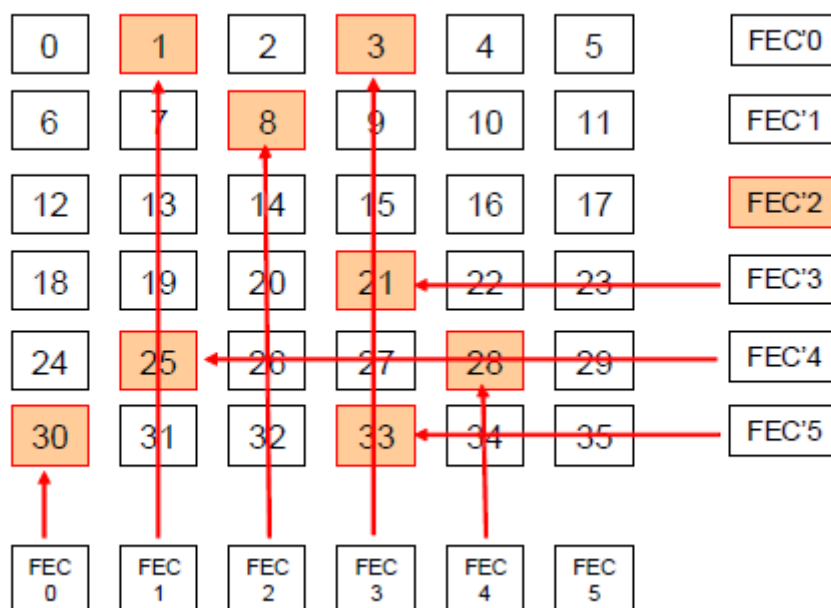 0 1 2 3 4 5 FEC'0
6 7 8 9 10 11 FEC'1
12 13 14 15 16 17 FEC'2
18 19 20 21 22 23 FEC'3
24 25 26 27 28 29 FEC'4
30 31 32 33 34 35 FEC'5
FEC FEC FEC FEC FEC FEC
0 1 2 3 4 5